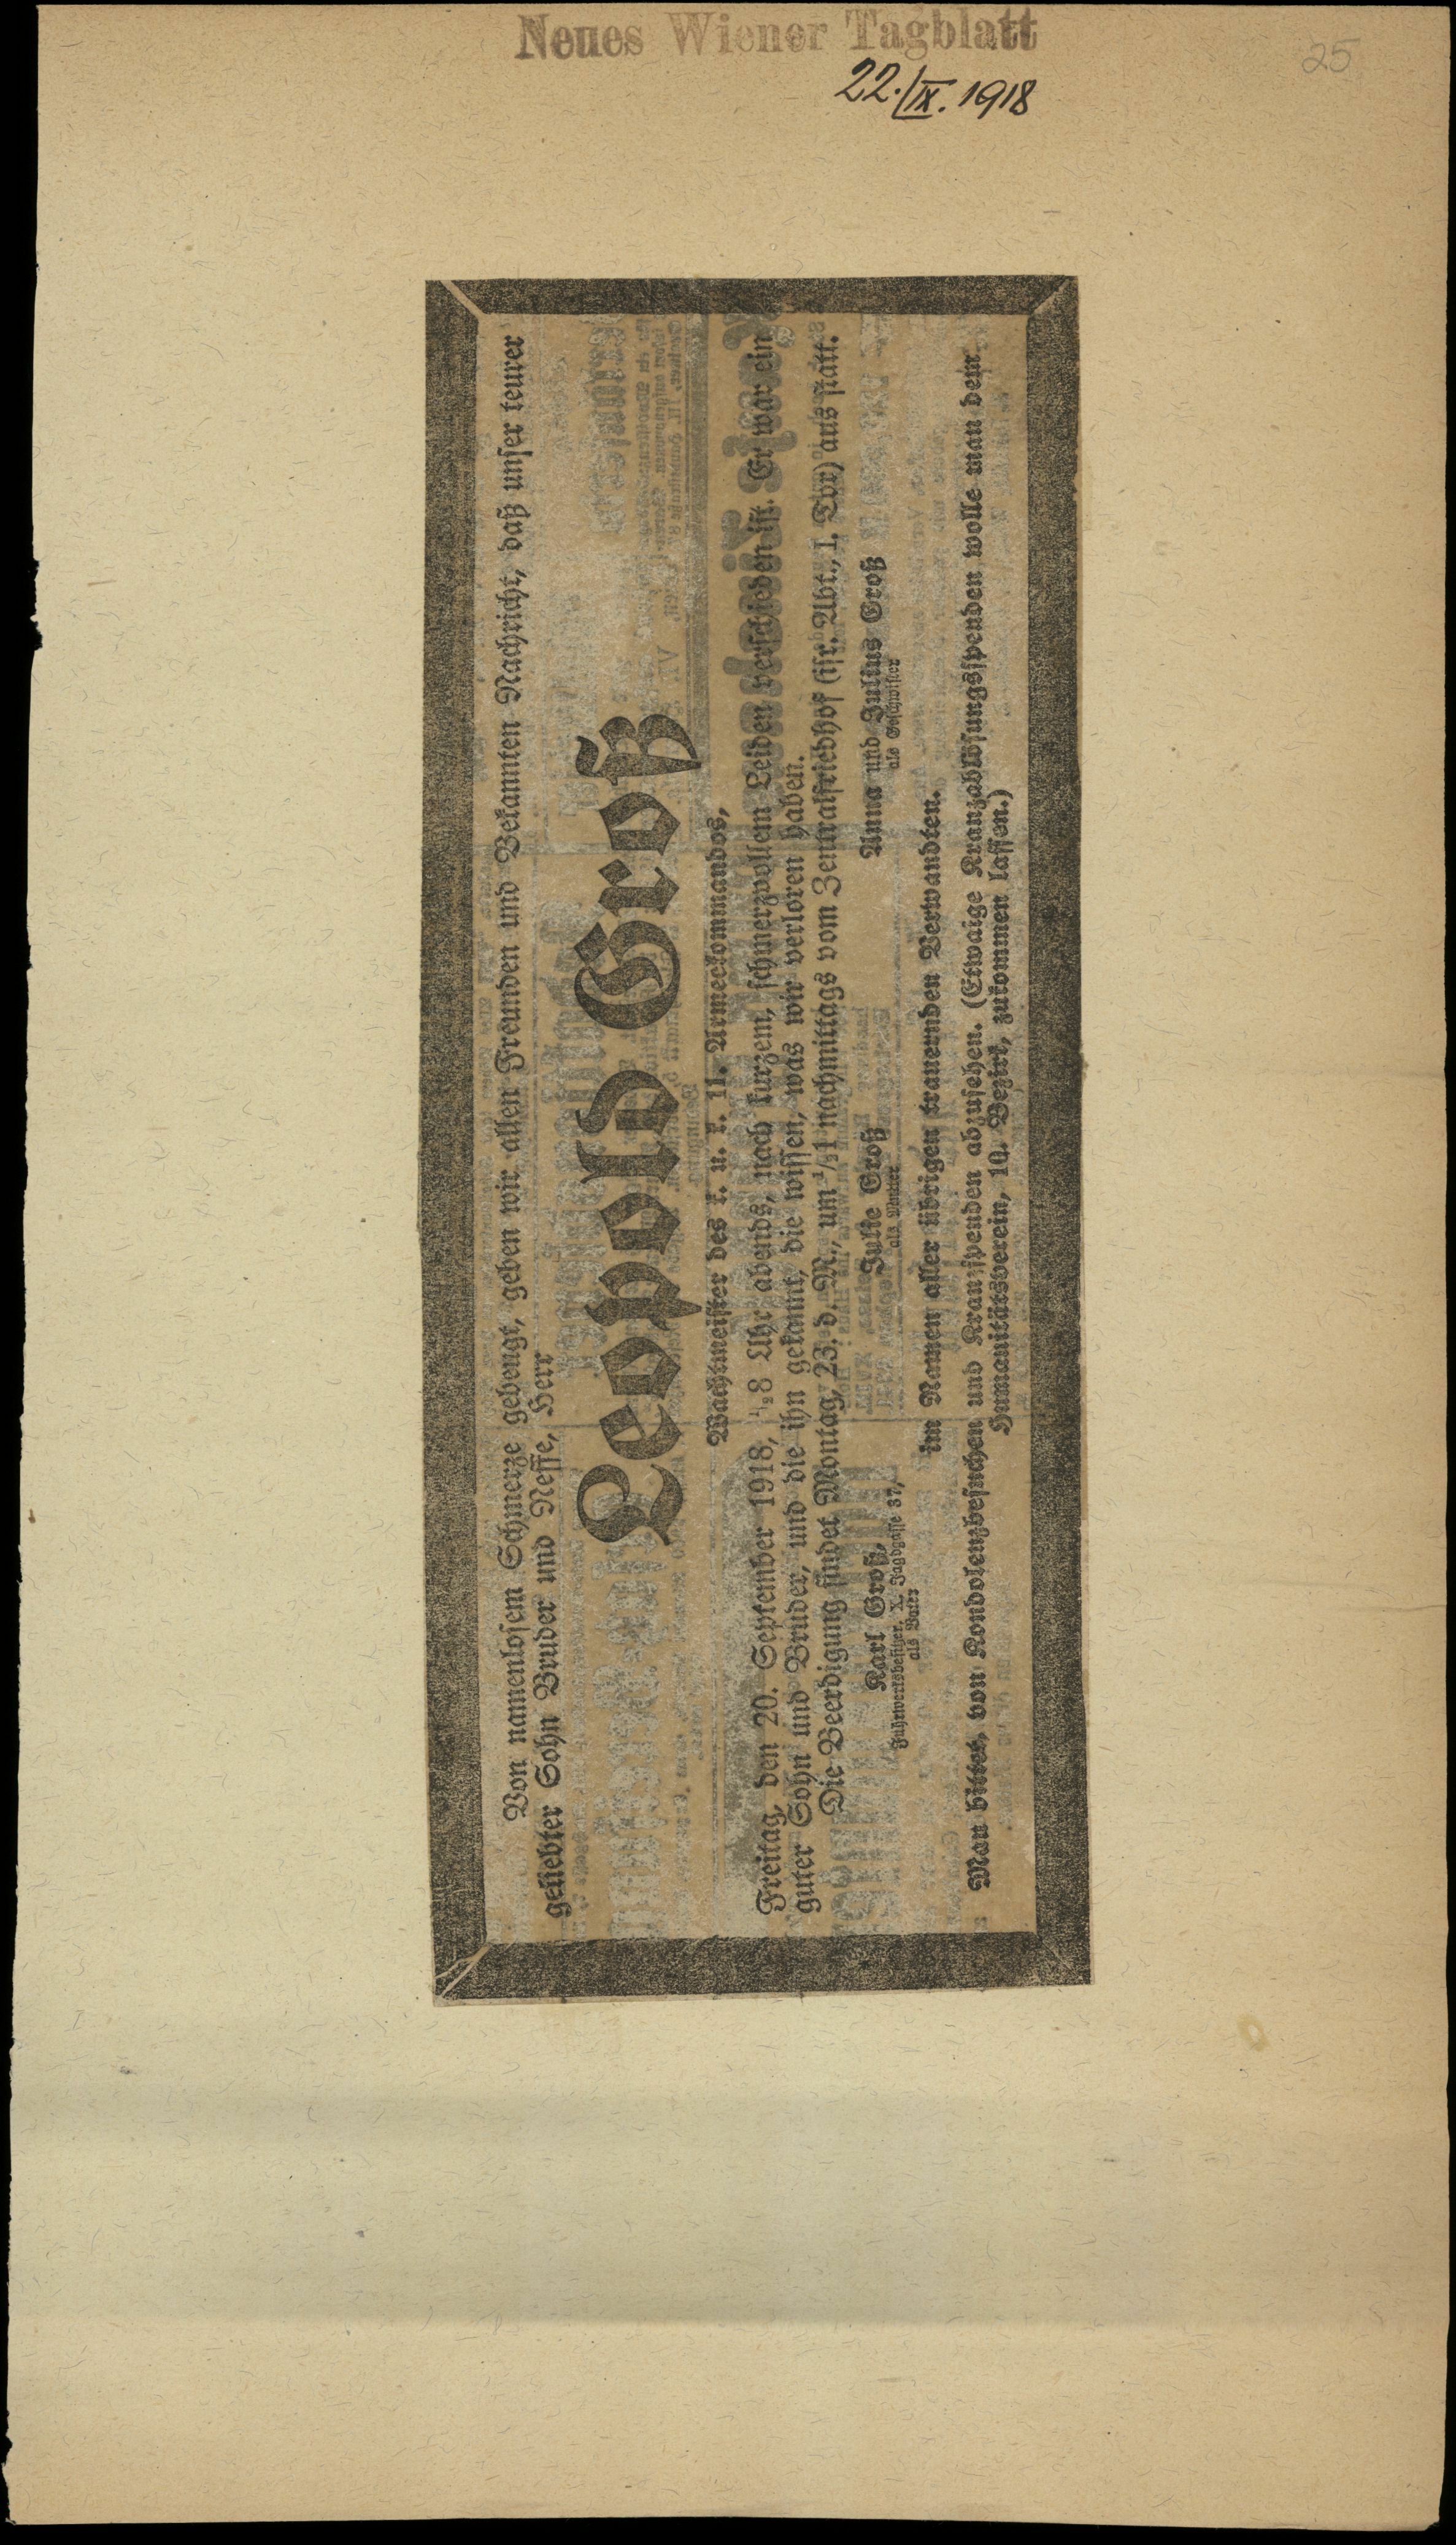 Neues Wiener Tagblatt
22./IX. 1918
25
Von namenlosem Schmerze gebeugt, geben wir allen Freunden und Bekannten Nachricht, daß unser teurer
geliebter Sohn Bruder und Neffe, Herr
Leopold Groß
Wachtmeister des k. u. k. 11. Armeekommandos,
Freitag, den 20. September 1918, ½8 Uhr abends, nach kurzem, schmerzvollem Leiden verschieden ist. Er war ein
guter Sohn und Bruder, und die ihn gekannt, die wissen, was wir verloren haben.
Die Beerdigung findet Montag, 23. d. M., um ½1 nachmittags vom Zentralfriedhof (isr. Abt., 1. Tor) aus statt.
Karl Groß, Julie Groß Anna und Julius Groß
Fuhrwerksbesitzer, X. Jagdgasse 37, als Mutter als Geschwister
als Vater
im Namen aller übrigen trauernden Verwandten.
Man bittet, von Kondolenzbesuchen und Kranzspenden abzusehen. (Etwaige Kranzablösungsspenden wolle man dem
Humanitätsverein, 10. Bezirk, zukommen lassen.)